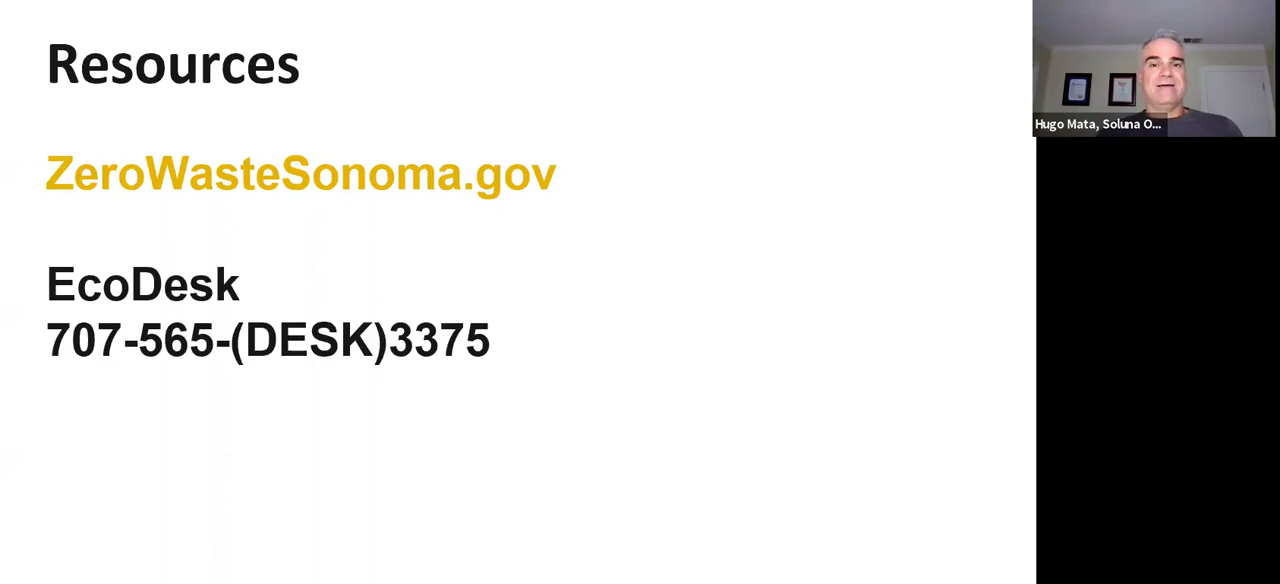 Resources
ZeroWasteSonoma.gov
EcoDesk
707-565-(DESK)3375
Hugo Mata, Soluna O...